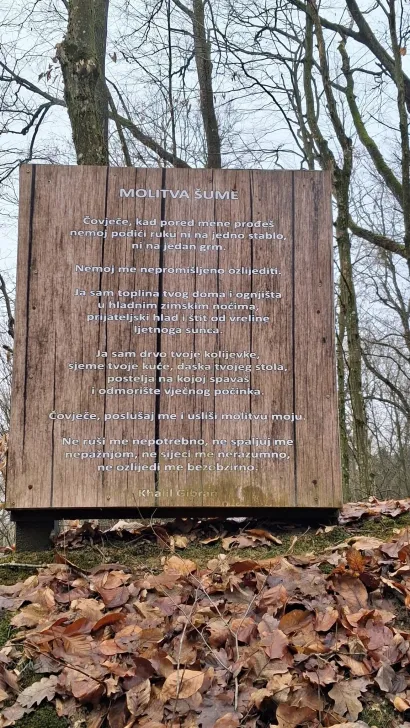 MOLITVA ŠUME
Čovječe, kad pored mene prođeš
nemoj podići ruku ni na jedno stablo,
ni na jedan grm.
Nemoj me nepromišljeno ozlijediti.
Ja sam toplina tvog doma i ognjišta
u hladnim zimskim noćima,
prijateljski hlad i štit od vreline
ljetnoga sunca.
Ja sam drvo tvoje kolijevke,
sjeme tvoje kuće, daska tvojeg stola,
postelja na kojoj spavaš
i odmorište vječnog počinka.
Čovječe, poslušaj me i usliši molitvu moju.
Ne ruši me nepotrebno, ne spaljuj me
nepažnjom, ne sijeci me nerazumno,
ne ozlijedi me bezobzirno.
Khalil Gibran